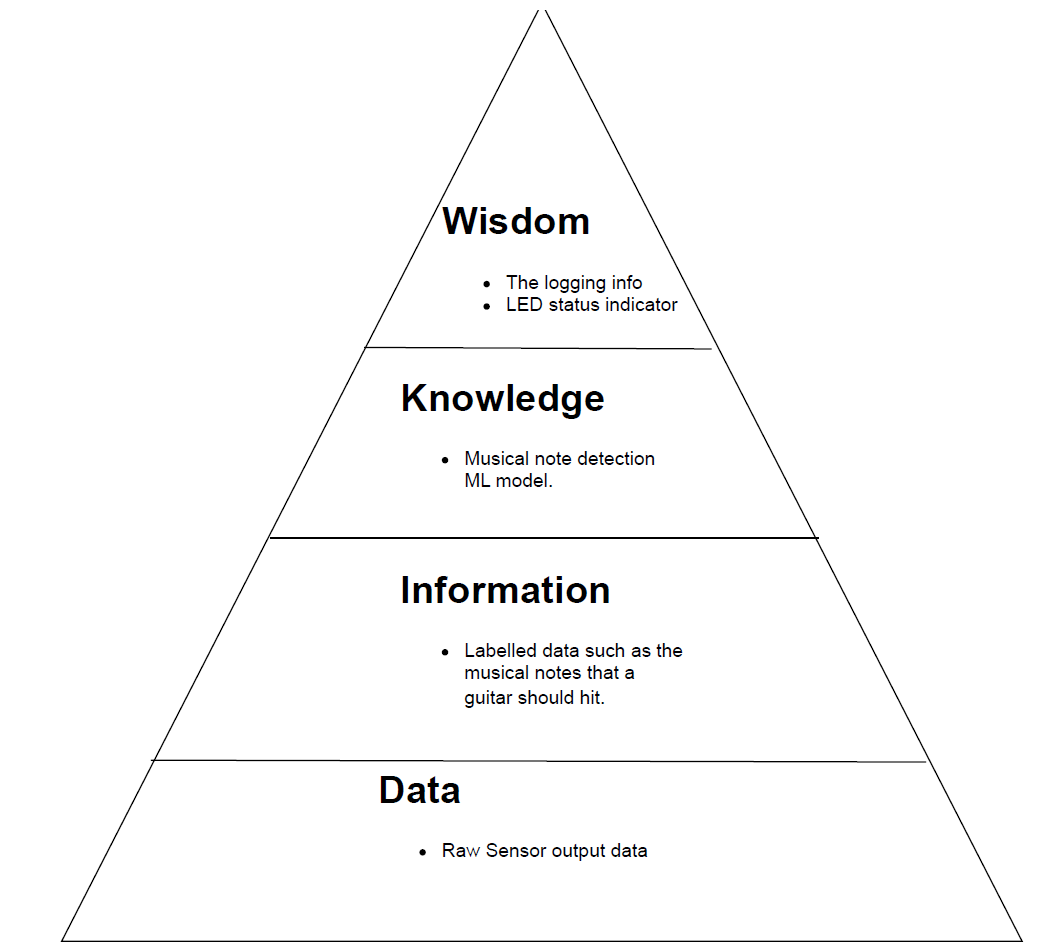 Wisdom
• The logging info
• LED status indicator
Knowledge
• Musical note detection
ML model.
Information
• Labelled data such as the
musical notes that a
guitar should hit.
Data
• Raw Sensor output data